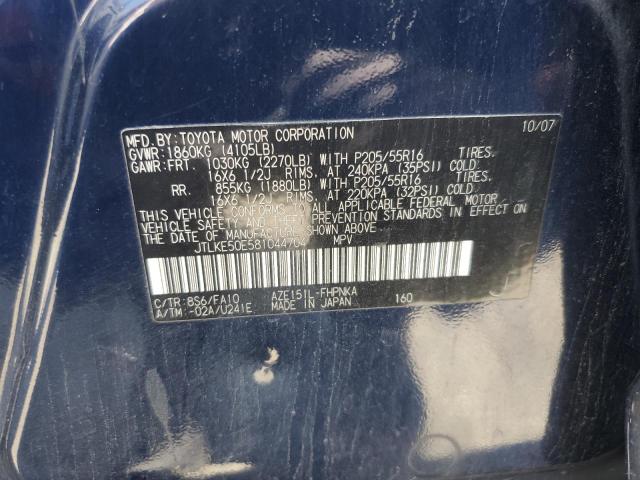 MFD.BY:TOYOTA MOTOR CORPORATION 10/07
GVWR:1860KG (4105LB)
GAWR:FRT. 1030KG (2270LB) WITH P205/55R16 TIRES.
16X6 1/2J RIMS, AT 240KPA (35PSI) COLD
RR. 855KG (1880LB) WITH P205/55R16 TIRES.
16X6 1/2J RIMS, AT 220KPA (32PSI) COLD
THIS VEHICLE CONFORMS TO ALL APPLICABLE FEDERAL MOTOR
VEHICLE SAFETY AND THEFT PREVENTION STANDARDS IN EFFECT ON
THE DATE OF MANUFACTURE SHOWN ABOVE.
JTLKE50E581044704 MPV
C/TR:8S6/FA10 AZE151L-FHPNKA 160
A/TM:-02A/U241E MADE IN JAPAN